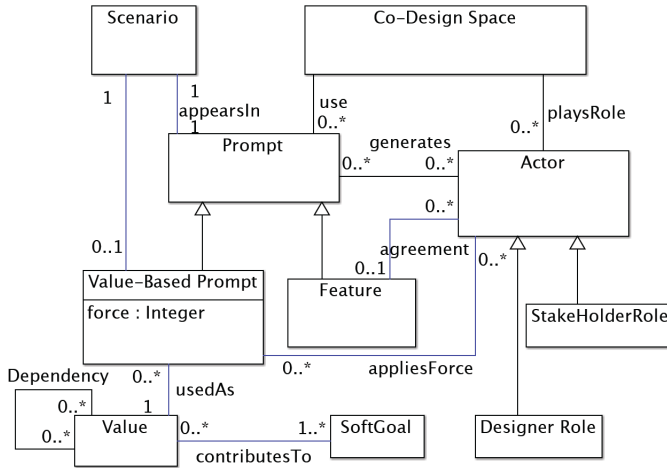 Scenario
Co-Design Space
1
1
appearsIn
1
use
0..*
playsRole
0..*
Prompt
generates
0..*
0..*
Actor
0..*
agreement
0..1
0..*
0..1
Value-Based Prompt
force : Integer
Feature
StakeHolderRole
0..*
appliesForce
Dependency
0..*
usedAs
0..*
1
0..*
Value
0..*
1..*
contributesTo
SoftGoal
Designer Role